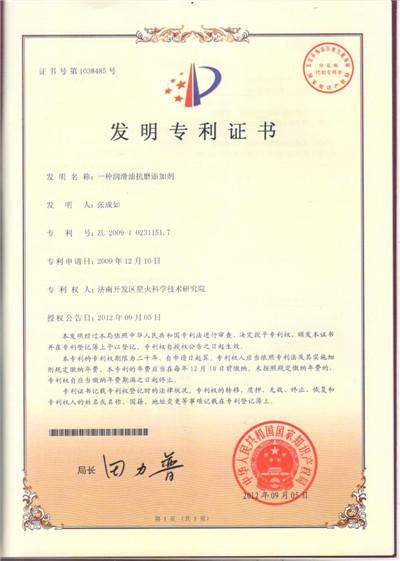 证书号第1038485号
发明专利证书
发 明 名 称：一种润滑油抗磨添加剂
发 明 人：张成如
专 利 号：ZL 2009 1 0231151.7
专利申请日：2009年12月10日
专 利 权 人：济南开发区星火科学技术研究院
授权公告日：2012年09月05日
本发明经过本局依照中华人民共和国专利法进行审查，决定授予专利权，颁发本证书
并在专利登记簿上予以登记。专利权自授权公告之日起生效。
本专利的专利权期限为二十年，自申请日起算。专利权人应当依照专利法及其实施细
则规定缴纳年费。本专利的年费应当在每年12月10日前缴纳。未按照规定缴纳年费的，
专利权自应当缴纳年费期满之日起终止。
专利证书记载专利权登记时的法律状况。专利权的转移、质押、无效、终止、恢复和
专利权人的姓名或名称、国籍、地址变更等事项记载在专利登记簿上。
局长 田力普
中华人民共和国国家知识产权局
2012年09月05日
第 1 页（共 1 页）